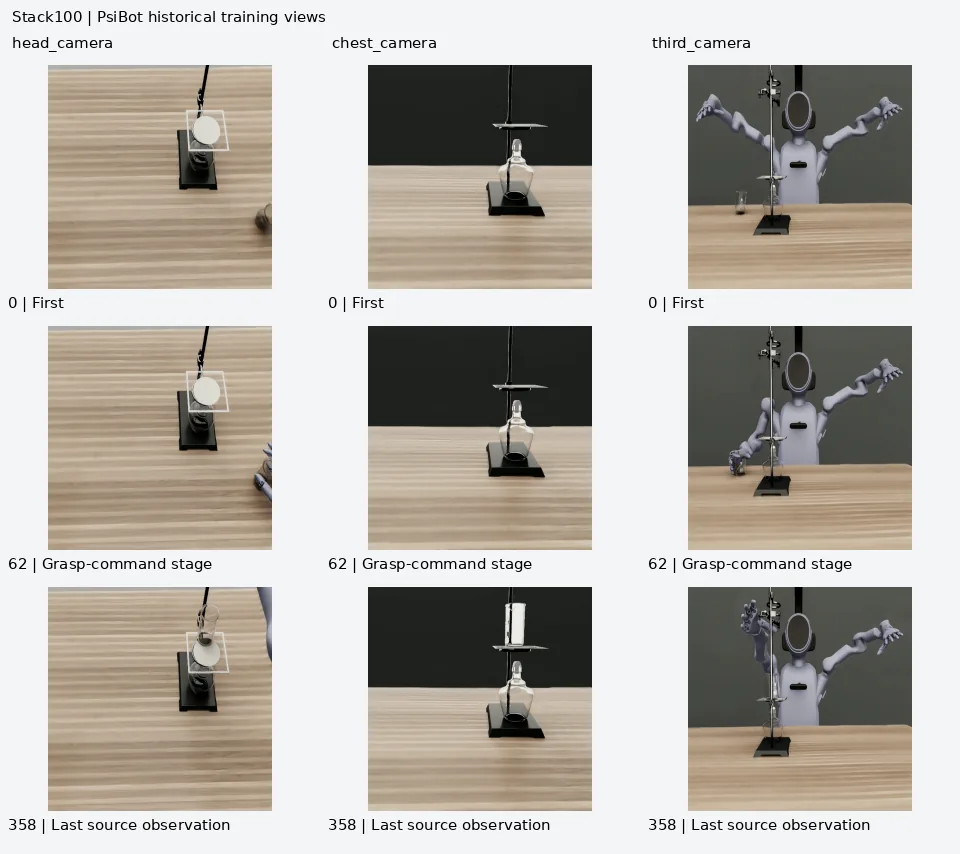 Stack100 | PsiBot historical training views
head_camera chest_camera third_camera
0 | First 0 | First 0 | First
62 | Grasp-command stage 62 | Grasp-command stage 62 | Grasp-command stage
358 | Last source observation 358 | Last source observation 358 | Last source observation